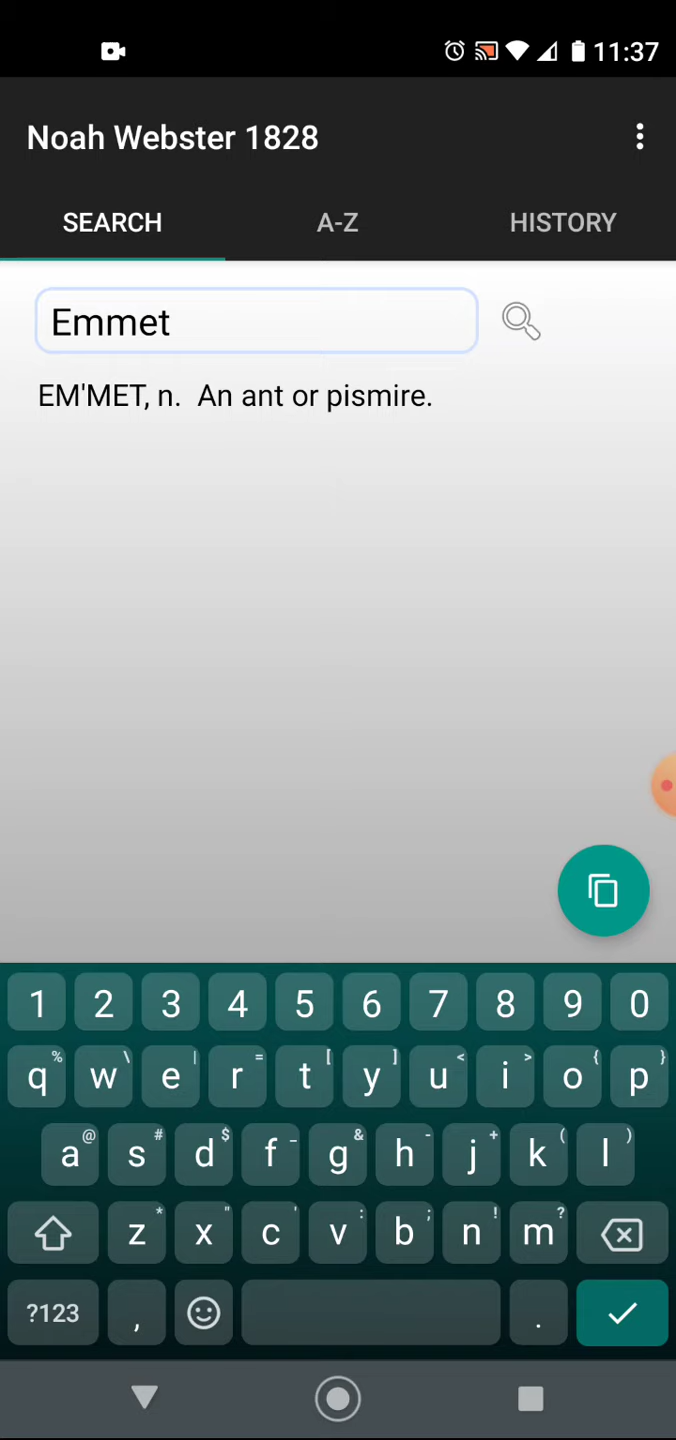 11:37
Noah Webster 1828
SEARCH A-Z HISTORY
Emmet
EM'MET, n.  An ant or pismire.
1 2 3 4 5 6 7 8 9 0
% \ | = [ ] < > { }
q w e r t y u i o p
@ # $ _ & - + ( )
a s d f g h j k l
* " ' : ; ! ?
z x c v b n m
?123 , .